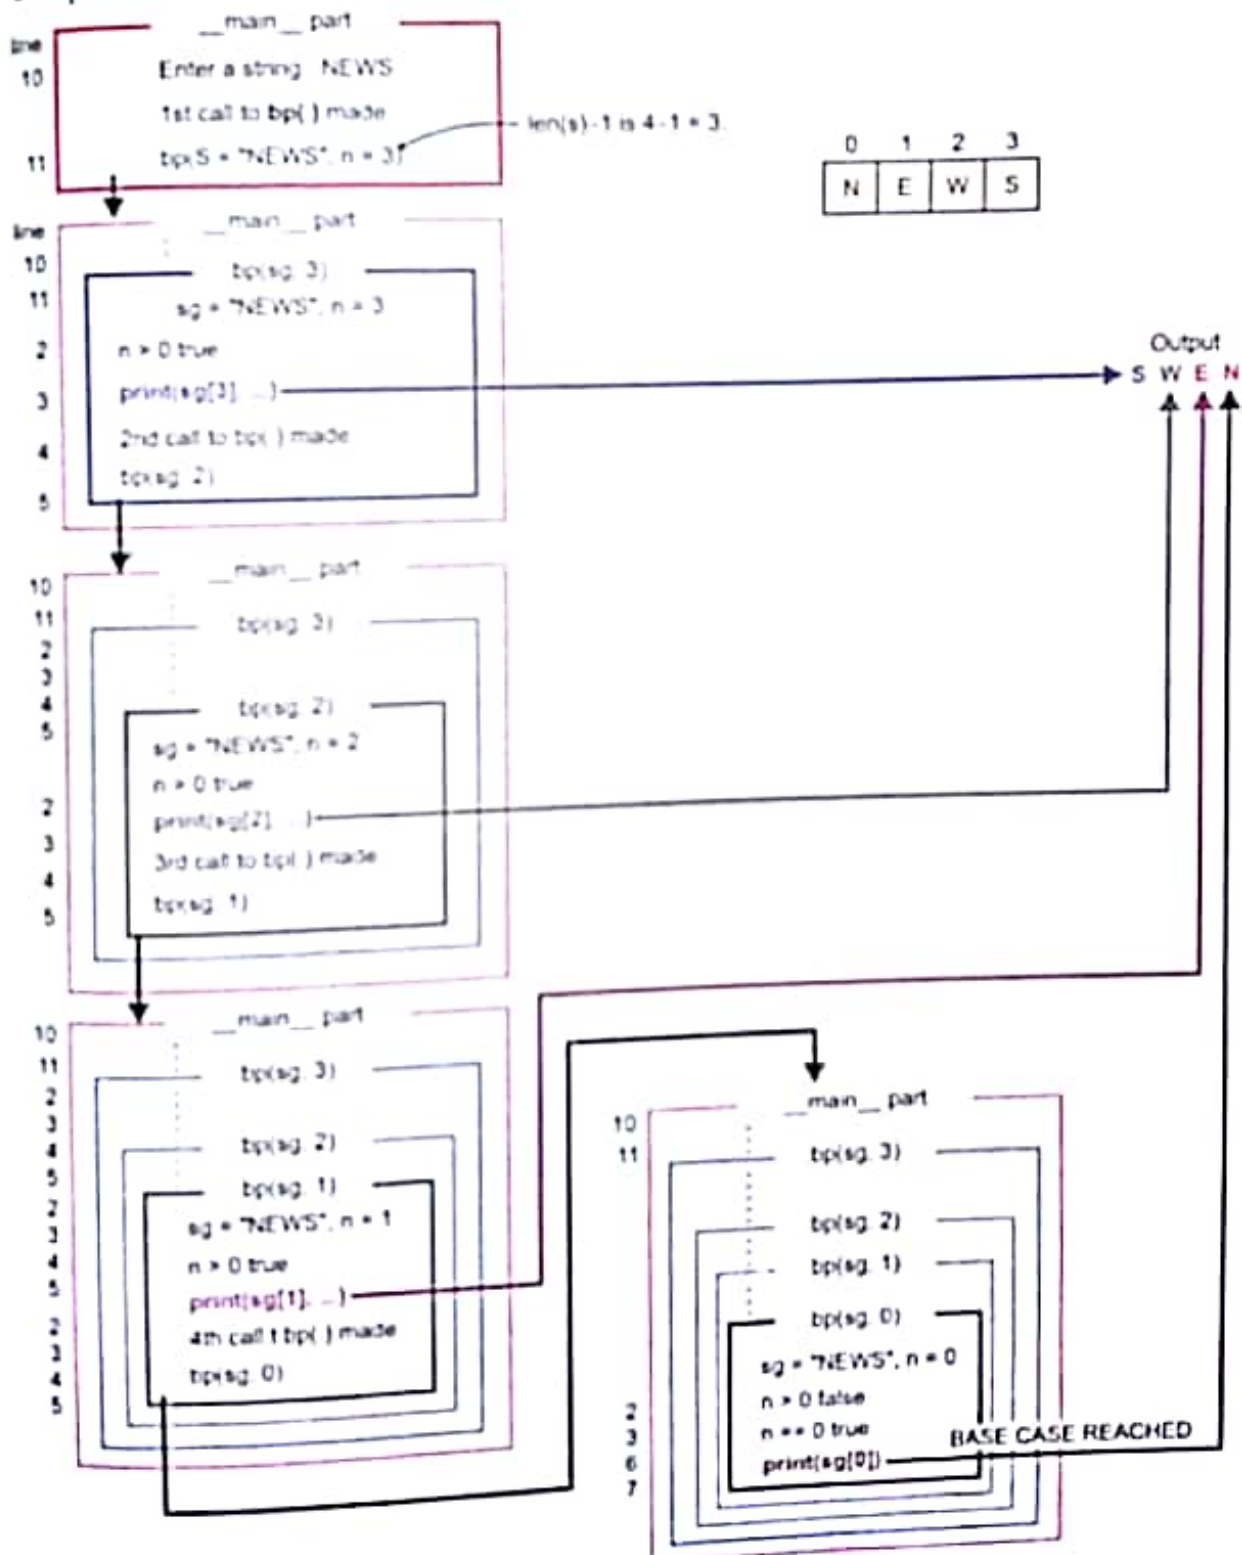 line
__main__ part
10
Enter a string : NEWS
1st call to bp( ) made
len(s)-1 is 4-1 = 3.
11
bp(S = "NEWS", n = 3)
0 1 2 3
N E W S
line
__main__ part
10
bp(sg, 3)
11
sg = "NEWS", n = 3
2
n > 0 true
3
print(sg[3], ...)
4
2nd call to bp( ) made
5
bp(sg, 2)
Output
S W E N
10
__main__ part
11
bp(sg, 3)
2
3
4
bp(sg, 2)
5
sg = "NEWS", n = 2
n > 0 true
2
print(sg[2], ...)
3
3rd call to bp( ) made
4
bp(sg, 1)
5
10
__main__ part
11
bp(sg, 3)
2
3
4
bp(sg, 2)
5
bp(sg, 1)
2
sg = "NEWS", n = 1
3
4
n > 0 true
5
print(sg[1], ...)
2
4th call t bp( ) made
3
4
bp(sg, 0)
5
__main__ part
10
11
bp(sg, 3)
bp(sg, 2)
bp(sg, 1)
bp(sg, 0)
sg = "NEWS", n = 0
n > 0 false
2
n == 0 true
3
BASE CASE REACHED
print(sg[0])
6
7